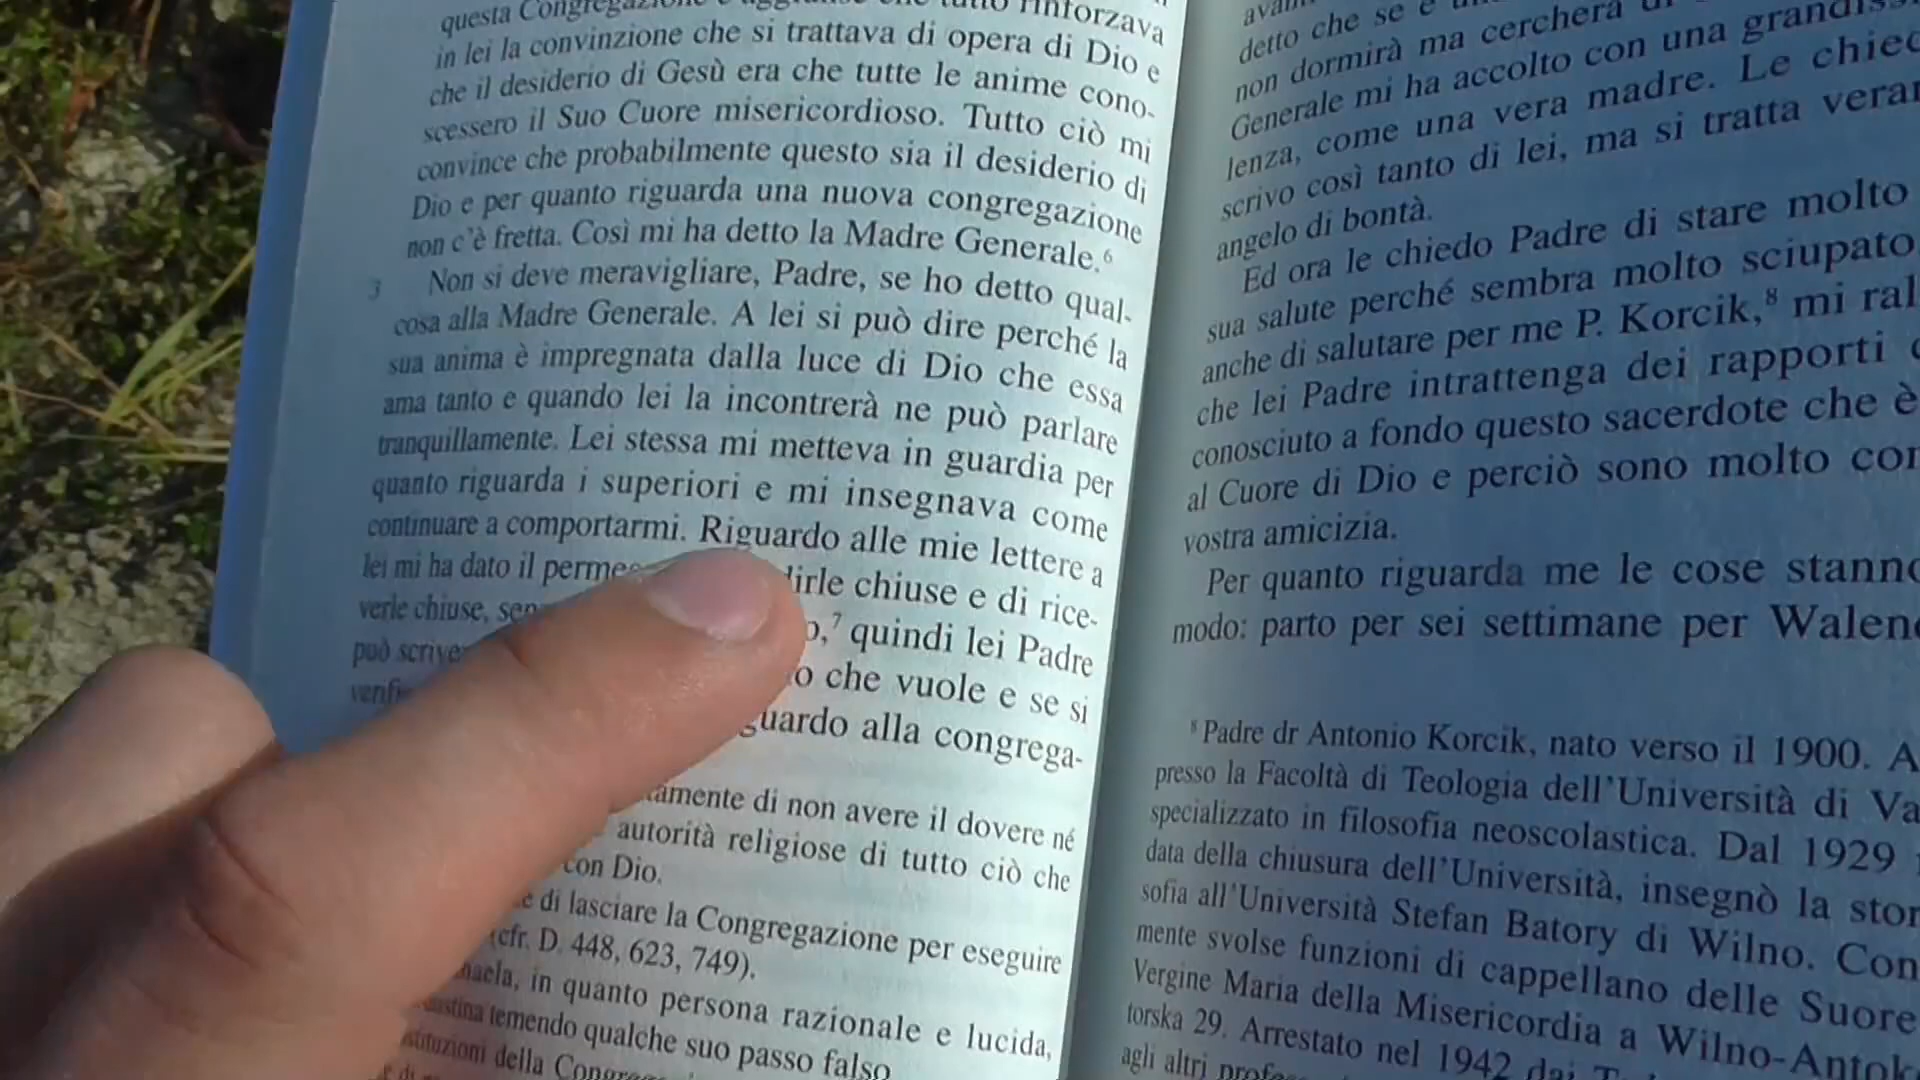 questa Congregazione e aggiunse che tutto rinforzava
in lei la convinzione che si trattava di opera di Dio e
che il desiderio di Gesù era che tutte le anime cono-
scessero il Suo Cuore misericordioso. Tutto ciò mi
convince che probabilmente questo sia il desiderio di
Dio e per quanto riguarda una nuova congregazione
non c'è fretta. Così mi ha detto la Madre Generale.⁶
3 Non si deve meravigliare, Padre, se ho detto qual-
cosa alla Madre Generale. A lei si può dire perché la
sua anima è impregnata dalla luce di Dio che essa
ama tanto e quando lei la incontrerà ne può parlare
tranquillamente. Lei stessa mi metteva in guardia per
quanto riguarda i superiori e mi insegnava come
continuare a comportarmi. Riguardo alle mie lettere a
lei mi ha dato il dirle chiuse e di rice-
verle chiuse, o,⁷ quindi lei Padre
può o che vuole e se si
guardo alla congrega-
tamente di non avere il dovere né
autorità religiose di tutto ciò che
con Dio.
e di lasciare la Congregazione per eseguire
(cfr. D. 448, 623, 749).
haela, in quanto persona razionale e lucida,
ustina temendo qualche suo passo falso
stituzioni della
detto che se è
non dormirà ma cercherà
Generale mi ha accolto con una
lenza, come una vera madre. Le
scrivo così tanto di lei, ma si tratta
angelo di bontà.
Ed ora le chiedo Padre di stare molto
sua salute perché sembra molto sciupato
anche di salutare per me P. Korcik,⁸ mi
che lei Padre intrattenga dei rapporti
conosciuto a fondo questo sacerdote che è
al Cuore di Dio e perciò sono molto
vostra amicizia.
Per quanto riguarda me le cose
modo: parto per sei settimane per
⁸ Padre dr Antonio Korcik, nato verso il 1900. A
presso la Facoltà di Teologia dell'Università di
specializzato in filosofia neoscolastica. Dal 1929
data della chiusura dell'Università, insegnò la
sofia all'Università Stefan Batory di Wilno. Con
mente svolse funzioni di cappellano delle Suore
Vergine Maria della Misericordia a Wilno-Antok
torska 29. Arrestato nel 1942 dai
agli altri